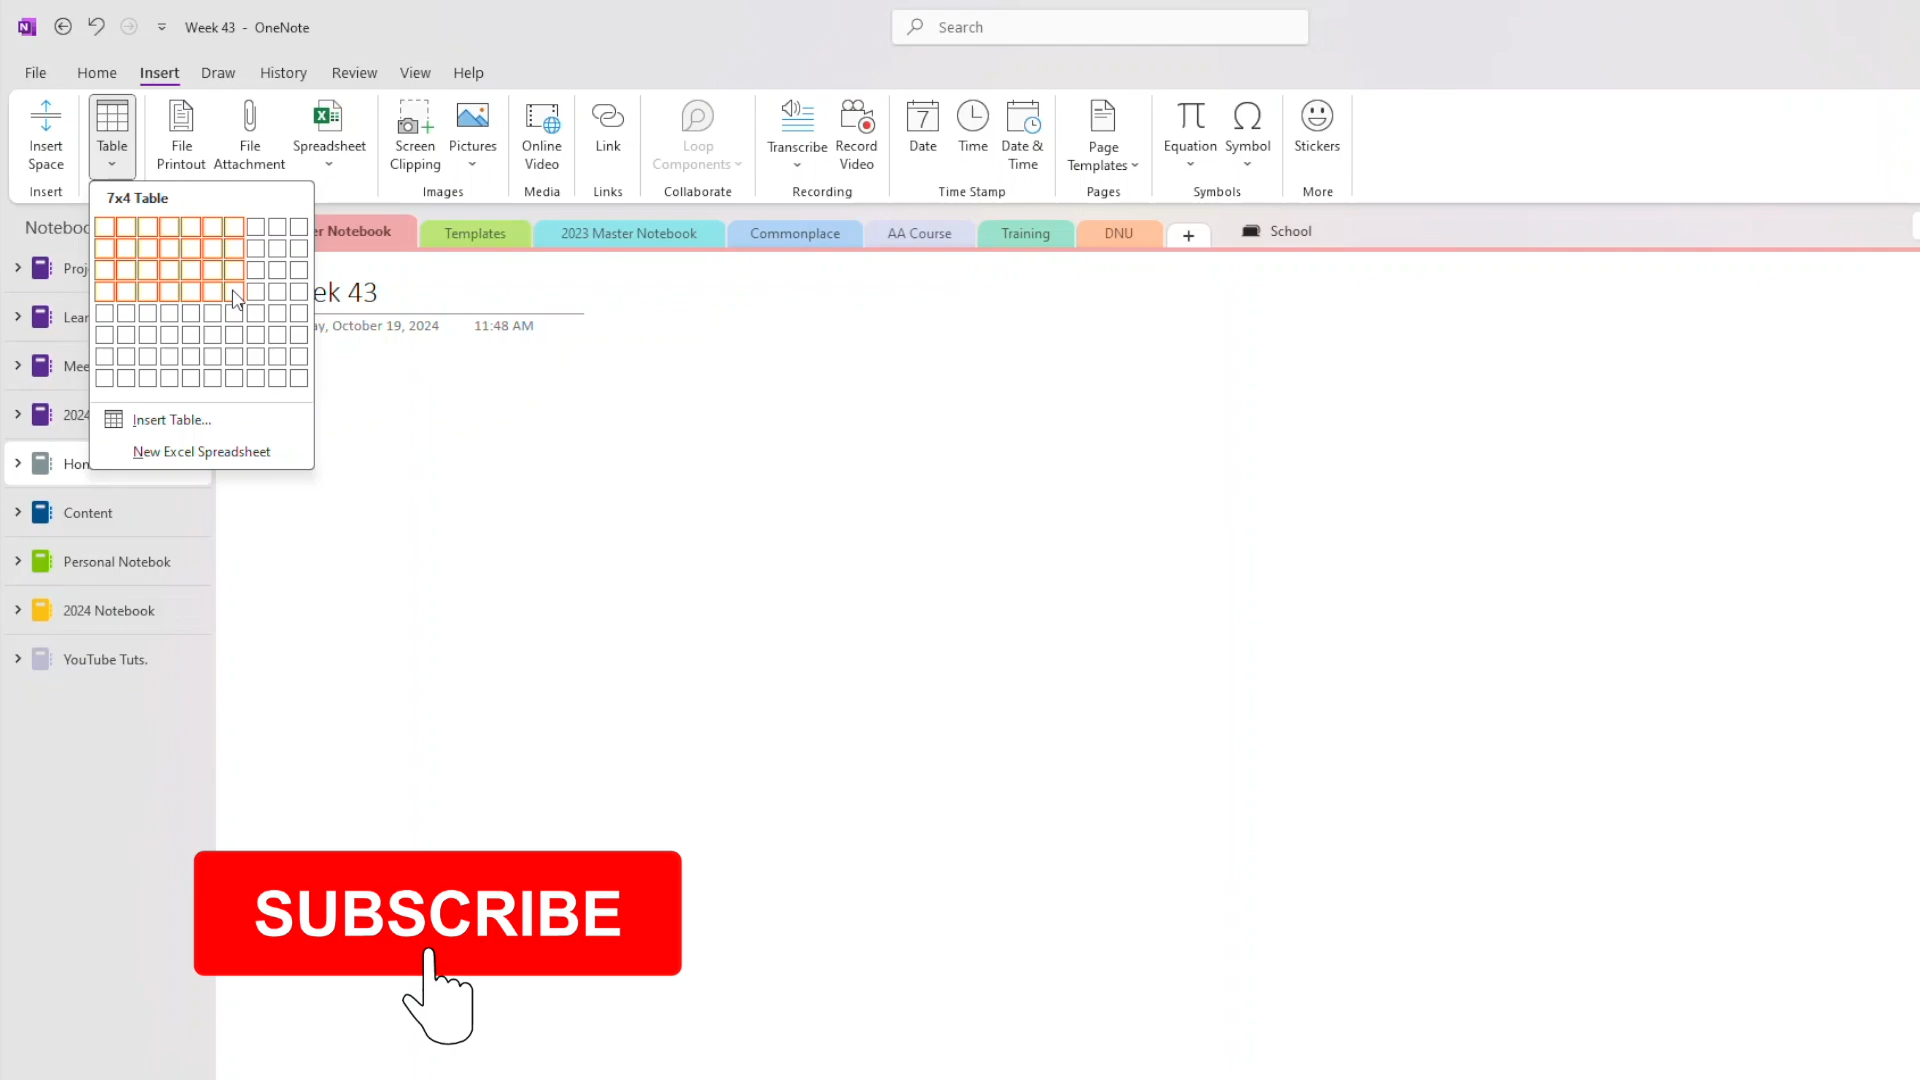 Week 43 - OneNote
Search
File Home Insert Draw History Review View Help
Insert Space
Table
File Printout
File Attachment
Spreadsheet
Screen Clipping
Pictures
Online Video
Link
Loop Components
Transcribe
Record Video
Date
Time
Date & Time
Page Templates
Equation
Symbol
Stickers
Insert
Images
Media
Links
Collaborate
Recording
Time Stamp
Pages
Symbols
More
7x4 Table
Insert Table...
New Excel Spreadsheet
Notebook
Templates
2023 Master Notebook
Commonplace
AA Course
Training
DNU
School
ek 43
October 19, 2024
11:48 AM
2024
Content
Personal Notebok
2024 Notebook
YouTube Tuts.
SUBSCRIBE